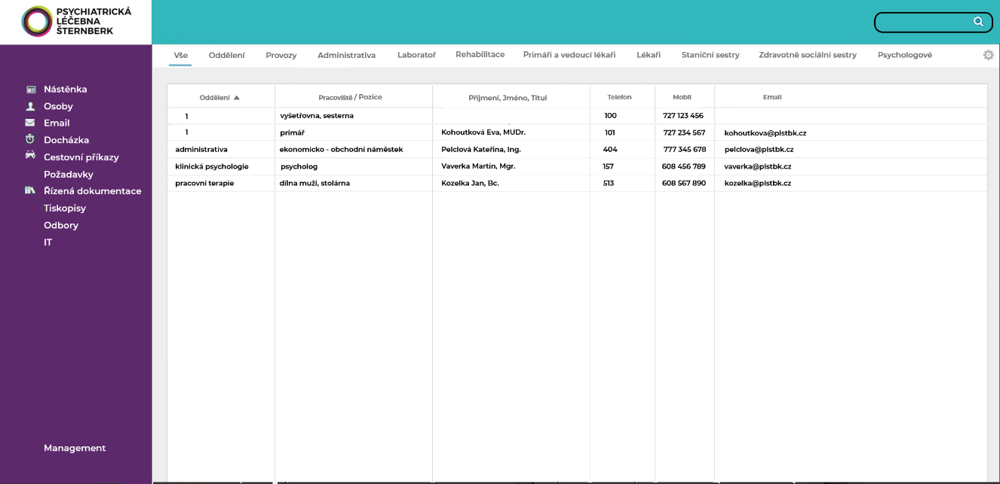 PSYCHIATRICKÁ
LÉČEBNA
ŠTERNBERK
Vše Oddělení Provozy Administrativa Laboratoř Rehabilitace Primáři a vedoucí lékaři Lékaři Staniční sestry Zdravotně sociální sestry Psychologové
Nástěnka
Osoby
Email
Docházka
Cestovní příkazy
Požadavky
Řízená dokumentace
Tiskopisy
Odbory
IT
Management
Oddělení Pracoviště / Pozice Příjmení, Jméno, Titul Telefon Mobil Email
1 vyšetřovna, sesterna 100 727 123 456
1 primář Kohoutková Eva, MUDr. 101 727 234 567 kohoutkova@plstbk.cz
administrativa ekonomicko - obchodní náměstek Pelclová Kateřina, Ing. 404 777 345 678 pelclova@plstbk.cz
klinická psychologie psycholog Vaverka Martin, Mgr. 157 608 456 789 vaverka@plstbk.cz
pracovní terapie dílna muži, stolárna Kozelka Jan, Bc. 513 608 567 890 kozelka@plstbk.cz